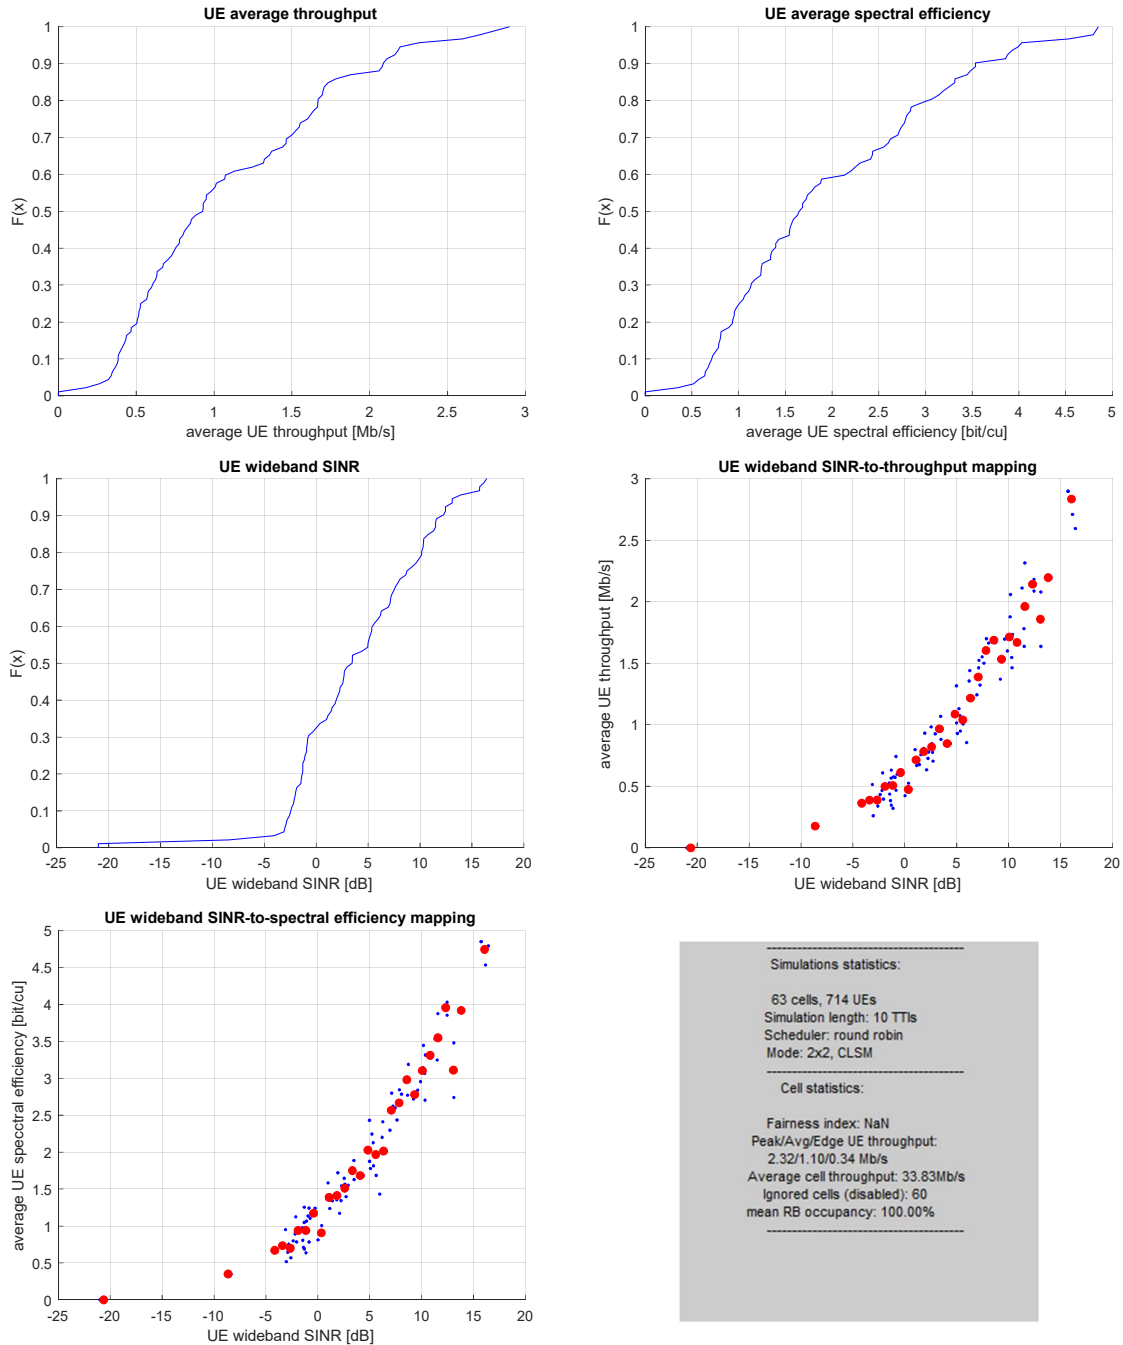 UE average throughput
1
0.9
0.8
0.7
0.6
0.5
0.4
0.3
0.2
0.1
0
F(x)
0 0.5 1 1.5 2 2.5 3
average UE throughput [Mb/s]
UE average spectral efficiency
1
0.9
0.8
0.7
0.6
0.5
0.4
0.3
0.2
0.1
0
F(x)
0 0.5 1 1.5 2 2.5 3 3.5 4 4.5 5
average UE spectral efficiency [bit/cu]
UE wideband SINR
1
0.9
0.8
0.7
0.6
0.5
0.4
0.3
0.2
0.1
0
F(x)
-25 -20 -15 -10 -5 0 5 10 15 20
UE wideband SINR [dB]
UE wideband SINR-to-throughput mapping
3
2.5
2
1.5
1
0.5
0
average UE throughput [Mb/s]
-25 -20 -15 -10 -5 0 5 10 15 20
UE wideband SINR [dB]
UE wideband SINR-to-spectral efficiency mapping
5
4.5
4
3.5
3
2.5
2
1.5
1
0.5
0
average UE specctral efficiency [bit/cu]
-25 -20 -15 -10 -5 0 5 10 15 20
UE wideband SINR [dB]
Simulations statistics:
63 cells, 714 UEs
Simulation length: 10 TTIs
Scheduler: round robin
Mode: 2x2, CLSM
Cell statistics:
Fairness index: NaN
Peak/Avg/Edge UE throughput:
2.32/1.10/0.34 Mb/s
Average cell throughput: 33.83Mb/s
Ignored cells (disabled): 60
mean RB occupancy: 100.00%